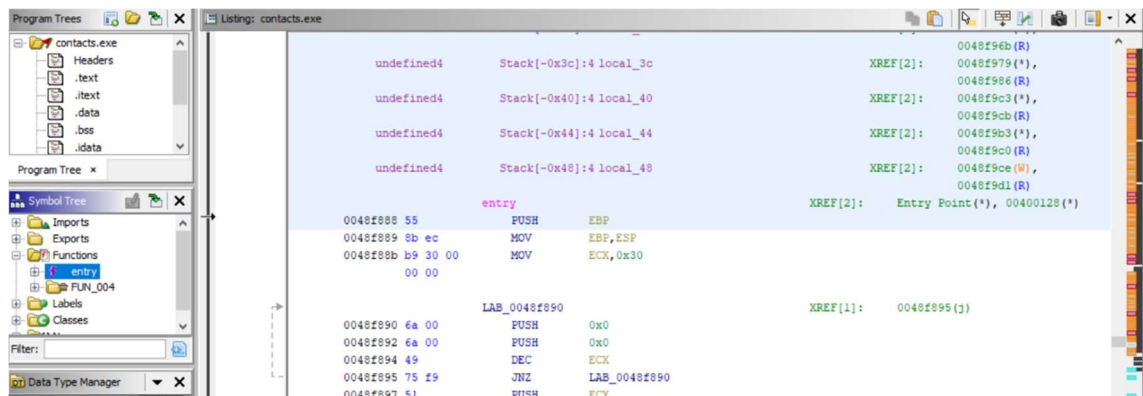 Program Trees
contacts.exe
Headers
.text
.itext
.data
.bss
.idata
Program Tree ×
Symbol Tree
Imports
Exports
Functions
entry
FUN_004
Labels
Classes
Filter:
Data Type Manager
Listing: contacts.exe
0048f96b(R)
undefined4 Stack[-0x3c]:4 local_3c XREF[2]: 0048f979(*),
0048f986(R)
undefined4 Stack[-0x40]:4 local_40 XREF[2]: 0048f9c3(*),
0048f9cb(R)
undefined4 Stack[-0x44]:4 local_44 XREF[2]: 0048f9b3(*),
0048f9c0(R)
undefined4 Stack[-0x48]:4 local_48 XREF[2]: 0048f9ce(W),
0048f9d1(R)
entry XREF[2]: Entry Point(*), 00400128(*)
0048f888 55 PUSH EBP
0048f889 8b ec MOV EBP,ESP
0048f88b b9 30 00 MOV ECX,0x30
00 00
LAB_0048f890 XREF[1]: 0048f895(j)
0048f890 6a 00 PUSH 0x0
0048f892 6a 00 PUSH 0x0
0048f894 49 DEC ECX
0048f895 75 f9 JNZ LAB_0048f890
0048f897 51 PUSH ECX